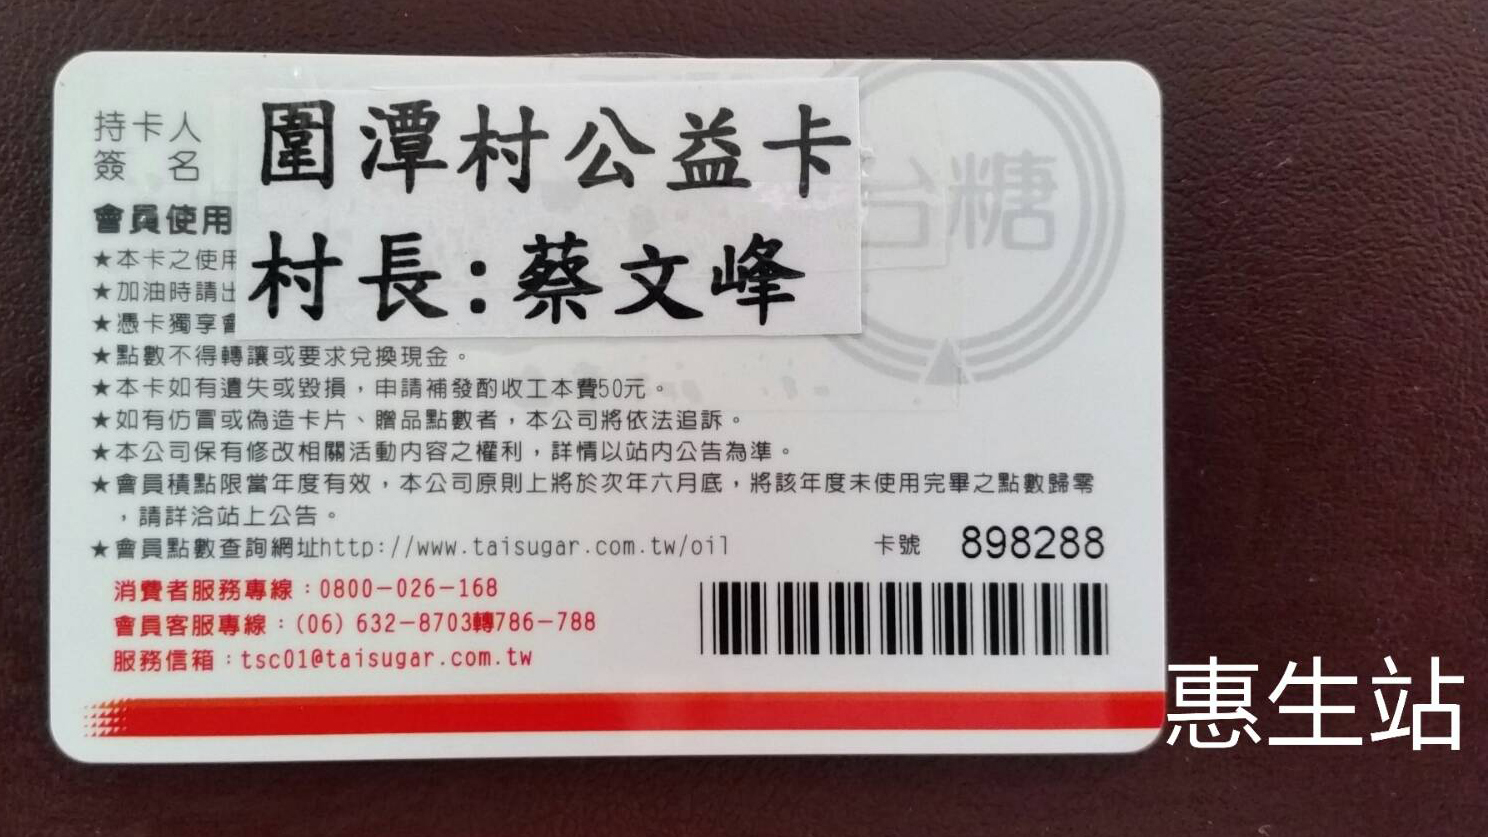 持卡人
簽名
圍潭村公益卡
台糖
會員使用
村長:蔡文峰
★本卡之使用
★加油時請出
★憑卡獨享會
★點數不得轉讓或要求兌換現金。
★本卡如有遺失或毀損，申請補發酌收工本費50元。
★如有仿冒或偽造卡片、贈品點數者，本公司將依法追訴。
★本公司保有修改相關活動內容之權利，詳情以站內公告為準。
★會員積點限當年度有效，本公司原則上將於次年六月底，將該年度未使用完畢之點數歸零
，請詳洽站上公告。
★會員點數查詢網址http://www.taisugar.com.tw/oil
卡號 898288
消費者服務專線：0800-026-168
會員客服專線：(06) 632-8703轉786-788
服務信箱：tsc01@taisugar.com.tw
惠生站